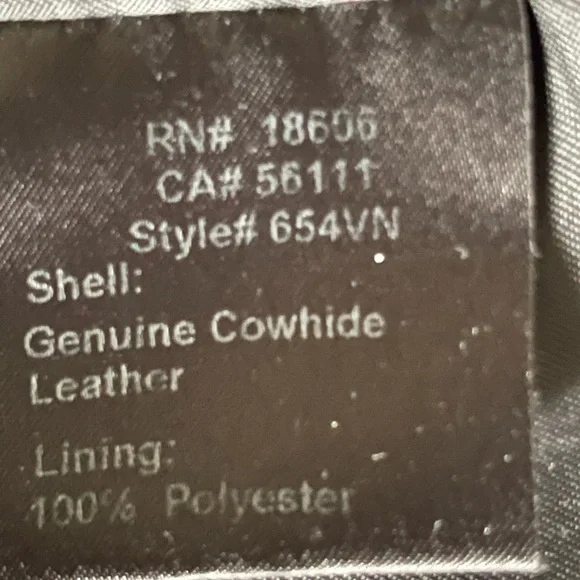 RN# 18606
CA# 56111
Style# 654VN
Shell:
Genuine Cowhide
Leather
Lining:
100% Polyester